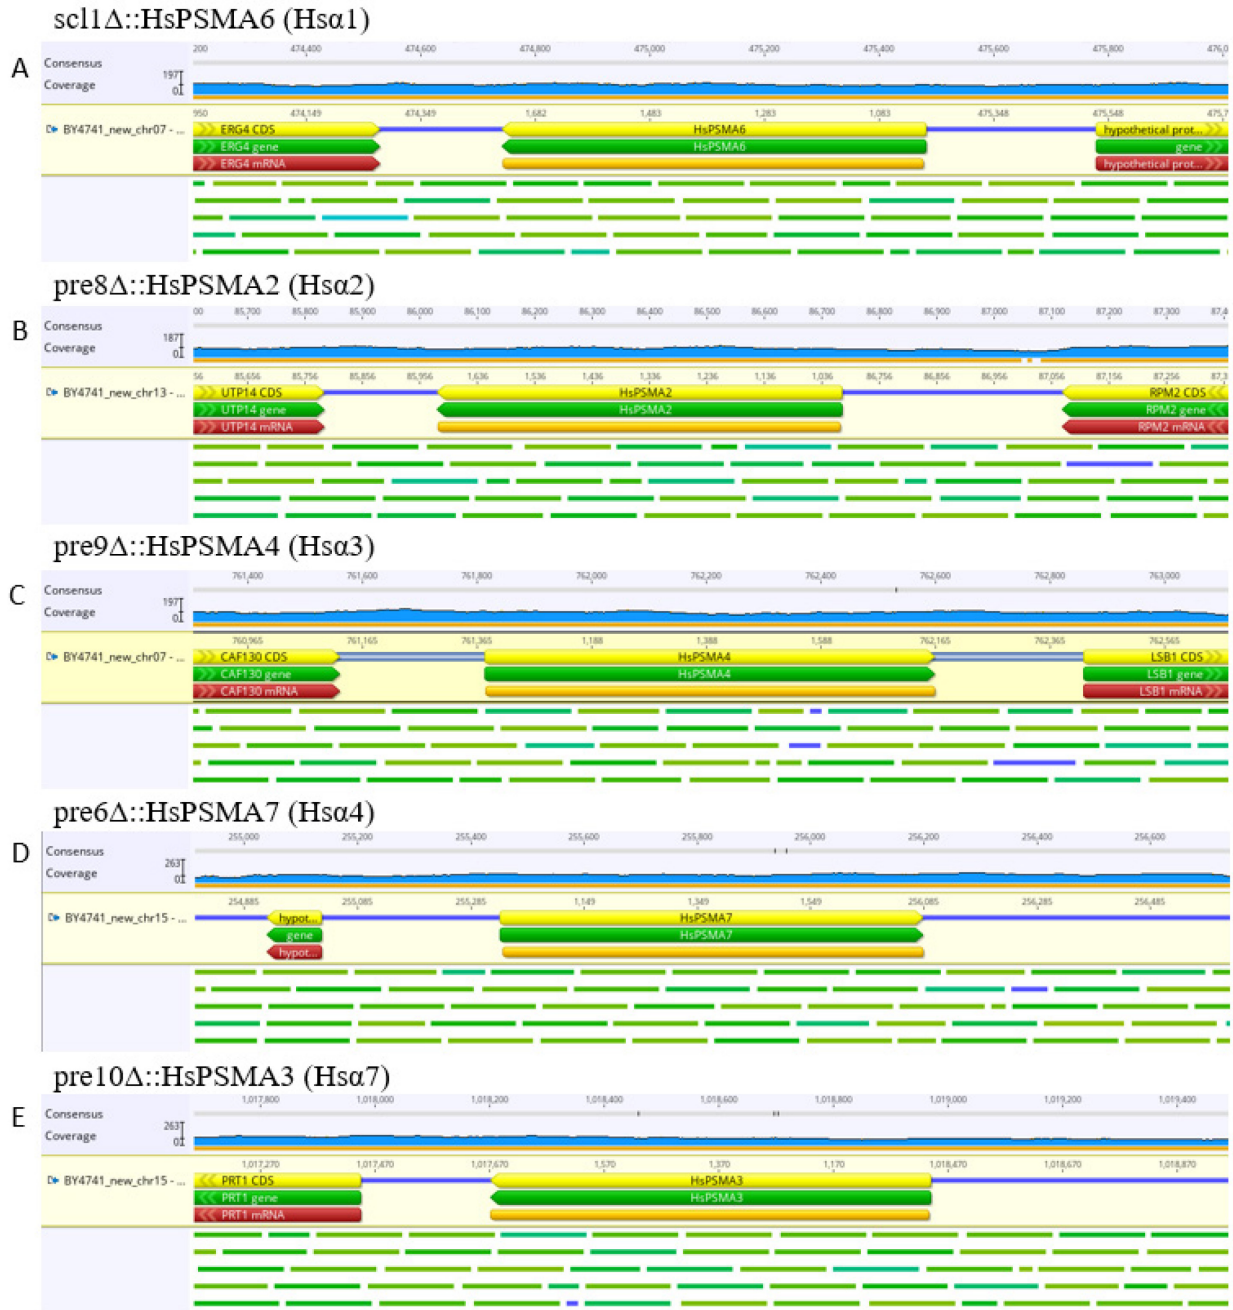 scl1Δ::HsPSMA6 (Hsα1)
A
200 474,400 474,600 474,800 475,000 475,200 475,400 475,600 475,800 476,0
Consensus
Coverage 197 0
950 474,149 474,349 1,682 1,483 1,283 1,083 475,348 475,548 475,7
BY4741_new_chr07 - ... ERG4 CDS HsPSMA6 hypothetical prot...
ERG4 gene HsPSMA6 gene
ERG4 mRNA hypothetical prot...
pre8Δ::HsPSMA2 (Hsα2)
B
00 85,700 85,800 85,900 86,000 86,100 86,200 86,300 86,400 86,500 86,600 86,700 86,800 86,900 87,000 87,100 87,200 87,300 87,4
Consensus
Coverage 187 0
56 85,656 85,756 85,856 85,956 1,636 1,536 1,436 1,336 1,236 1,136 1,036 86,756 86,856 86,956 87,056 87,156 87,256 87,3
BY4741_new_chr13 - ... UTP14 CDS HsPSMA2 RPM2 CDS
UTP14 gene HsPSMA2 RPM2 gene
UTP14 mRNA RPM2 mRNA
pre9Δ::HsPSMA4 (Hsα3)
C
761,400 761,600 761,800 762,000 762,200 762,400 762,600 762,800 763,000
Consensus
Coverage 197 0
760,965 761,165 761,365 1,188 1,388 1,588 762,165 762,365 762,565
BY4741_new_chr07 - ... CAF130 CDS HsPSMA4 LSB1 CDS
CAF130 gene HsPSMA4 LSB1 gene
CAF130 mRNA LSB1 mRNA
pre6Δ::HsPSMA7 (Hsα4)
D
255,000 255,200 255,400 255,600 255,800 256,000 256,200 256,400 256,600
Consensus
Coverage 263 0
254,885 255,085 255,285 1,149 1,349 1,549 256,085 256,285 256,485
BY4741_new_chr15 - ... hypot... HsPSMA7
gene HsPSMA7
hypot...
pre10Δ::HsPSMA3 (Hsα7)
E
1,017,800 1,018,000 1,018,200 1,018,400 1,018,600 1,018,800 1,019,000 1,019,200 1,019,400
Consensus
Coverage 263 0
1,017,270 1,017,470 1,017,670 1,570 1,370 1,170 1,018,470 1,018,670 1,018,870
BY4741_new_chr15 - ... PRT1 CDS HsPSMA3
PRT1 gene HsPSMA3
PRT1 mRNA